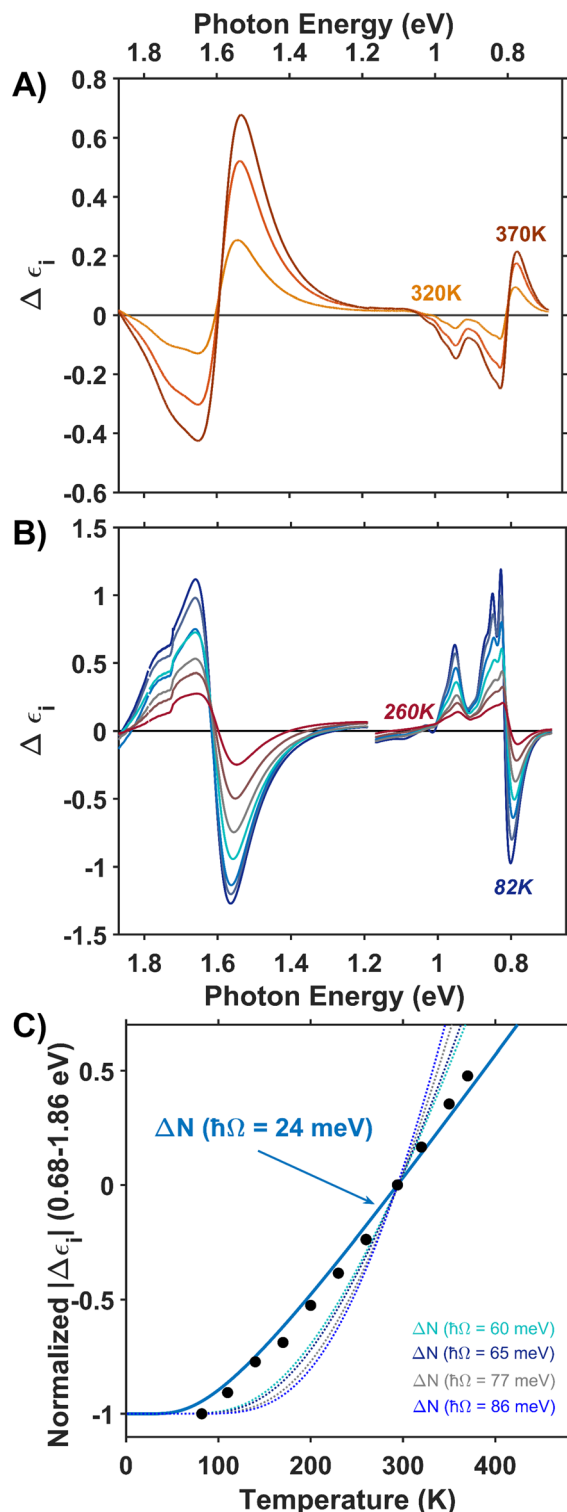 Photon Energy (eV)
1.8 1.6 1.4 1.2 1 0.8
A)
0.8
0.6
0.4
0.2
0
-0.2
-0.4
-0.6
Δ ϵi
370K
320K
B)
1.5
1
0.5
0
-0.5
-1
-1.5
Δ ϵi
260K
82K
1.8 1.6 1.4 1.2 1 0.8
Photon Energy (eV)
C)
0.5
0
-0.5
-1
Normalized |Δϵi| (0.68-1.86 eV)
ΔN (ħΩ = 24 meV)
ΔN (ħΩ = 60 meV)
ΔN (ħΩ = 65 meV)
ΔN (ħΩ = 77 meV)
ΔN (ħΩ = 86 meV)
0 100 200 300 400
Temperature (K)